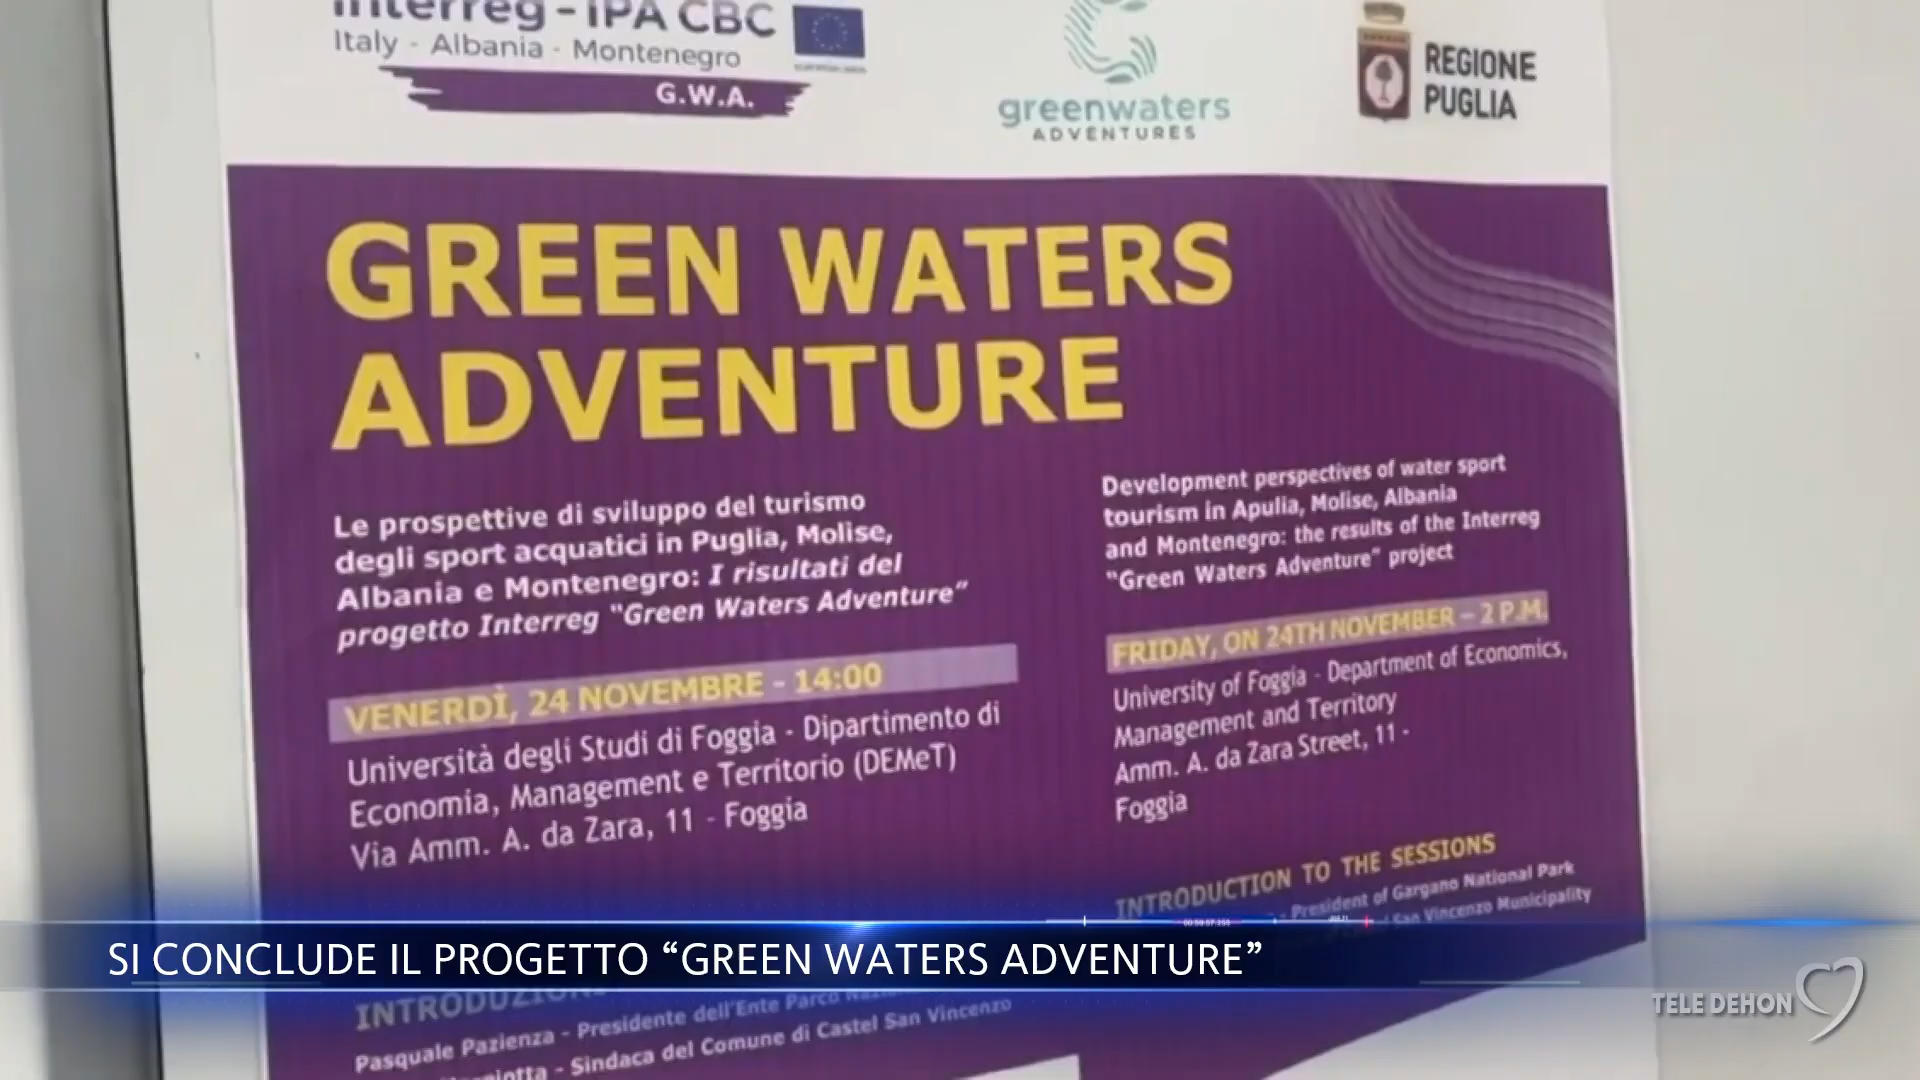 Interreg - IPA CBC
Italy - Albania - Montenegro
G.W.A.
greenwaters
ADVENTURES
REGIONE
PUGLIA
GREEN WATERS
ADVENTURE
Le prospettive di sviluppo del turismo
degli sport acquatici in Puglia, Molise,
Albania e Montenegro: I risultati del
progetto Interreg “Green Waters Adventure”
VENERDÌ, 24 NOVEMBRE - 14:00
Università degli Studi di Foggia - Dipartimento di
Economia, Management e Territorio (DEMeT)
Via Amm. A. da Zara, 11 - Foggia
Development perspectives of water sport
tourism in Apulia, Molise, Albania
and Montenegro: the results of the Interreg
“Green Waters Adventure” project
FRIDAY, ON 24TH NOVEMBER – 2 P.M.
University of Foggia - Department of Economics,
Management and Territory
Amm. A. da Zara Street, 11 -
Foggia
INTRODUCTION TO THE SESSIONS
- President of Gargano National Park
San Vincenzo Municipality
SI CONCLUDE IL PROGETTO “GREEN WATERS ADVENTURE”
Pasquale Pazienza - Presidente dell'Ente Parco
- Sindaca del Comune di Castel San Vincenzo
TELE DEHON